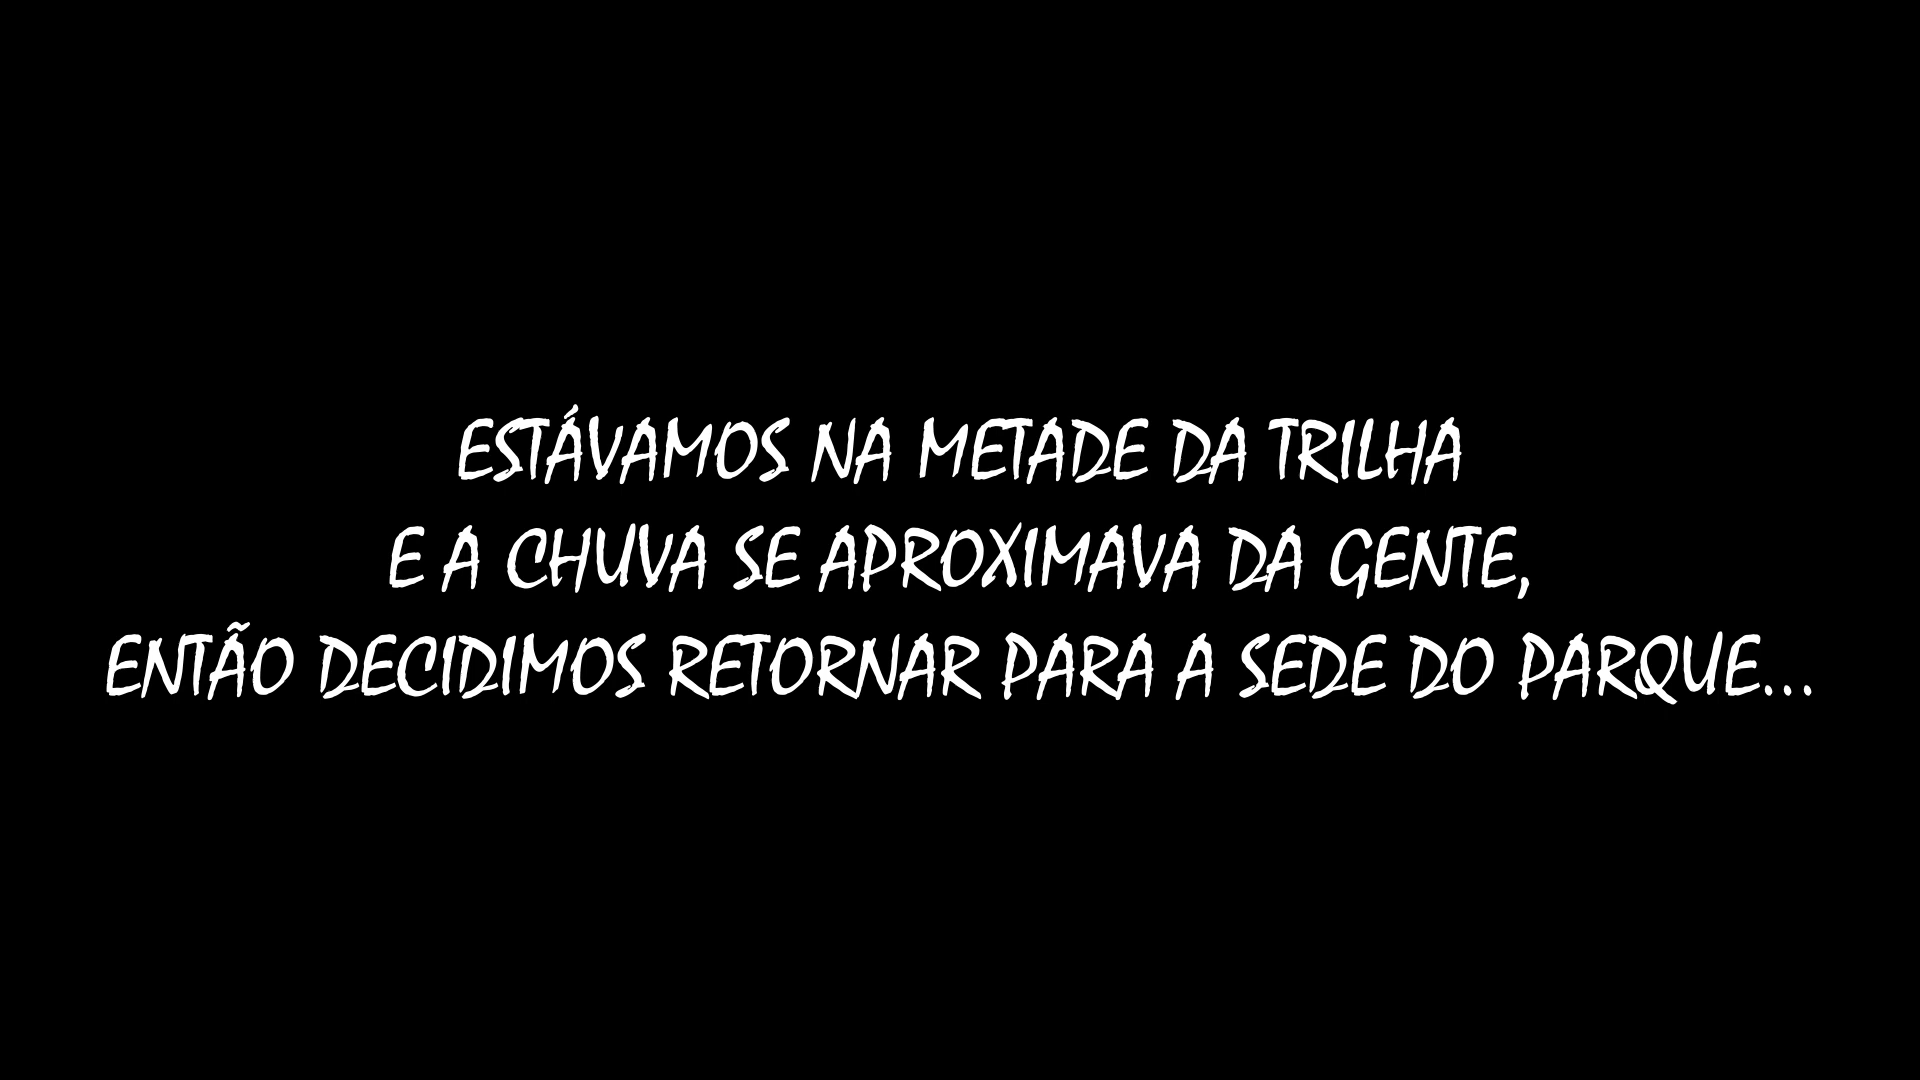 ESTÁVAMOS NA METADE DA TRILHA
E A CHUVA SE APROXIMAVA DA GENTE,
ENTÃO DECIDIMOS RETORNAR PARA A SEDE DO PARQUE...